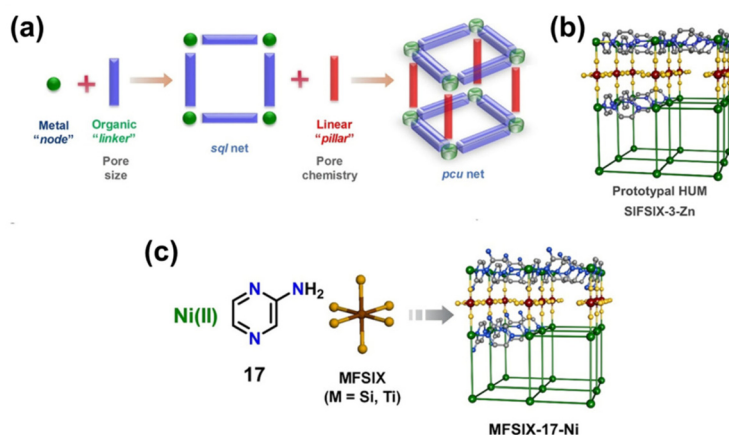 (a)
Metal
"node"
Organic
"linker"
Pore
size
sql net
Linear
"pillar"
Pore
chemistry
pcu net
(b)
Prototypal HUM
SIFSIX-3-Zn
(c)
Ni(II)
N
N
NH2
17
MFSIX
(M = Si, Ti)
MFSIX-17-Ni